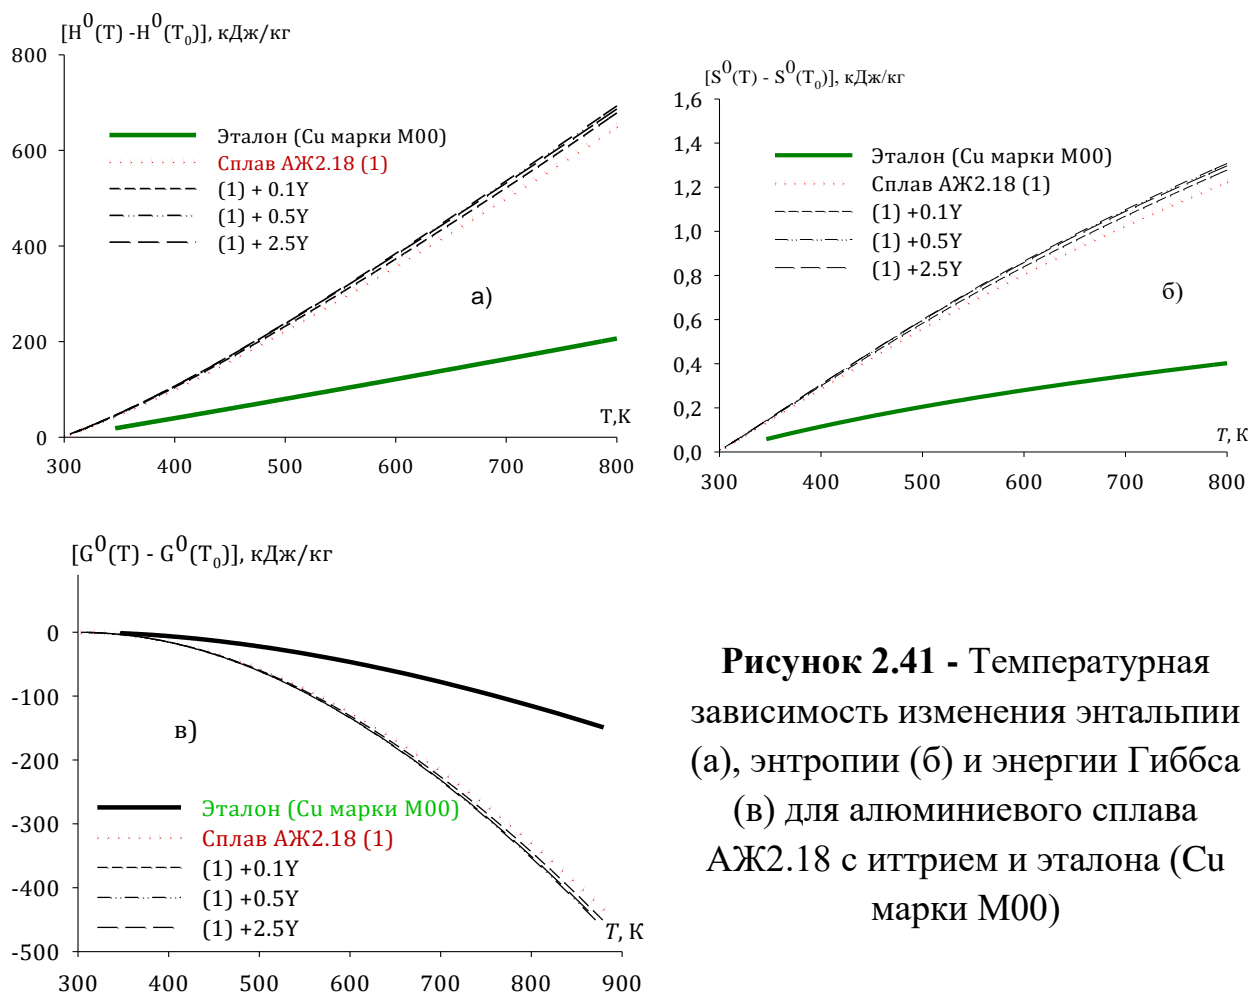 [H⁰(T) -H⁰(T₀)], кДж/кг
800
600
400
200
0
300 400 500 600 700 800
Эталон (Cu марки М00)
Сплав АЖ2.18 (1)
(1) + 0.1Y
(1) + 0.5Y
(1) + 2.5Y
а)
T,К
[S⁰(T) - S⁰(T₀)], кДж/кг
1,6
1,4
1,2
1,0
0,8
0,6
0,4
0,2
0,0
300 400 500 600 700 800
Эталон (Cu марки М00)
Сплав АЖ2.18 (1)
(1) +0.1Y
(1) +0.5Y
(1) +2.5Y
б)
T, К
[G⁰(T) - G⁰(T₀)], кДж/кг
0
-100
-200
-300
-400
-500
300 400 500 600 700 800 900
в)
Эталон (Cu марки М00)
Сплав АЖ2.18 (1)
(1) +0.1Y
(1) +0.5Y
(1) +2.5Y
T, К
Рисунок 2.41 - Температурная
зависимость изменения энтальпии
(а), энтропии (б) и энергии Гиббса
(в) для алюминиевого сплава
АЖ2.18 с иттрием и эталона (Cu
марки М00)